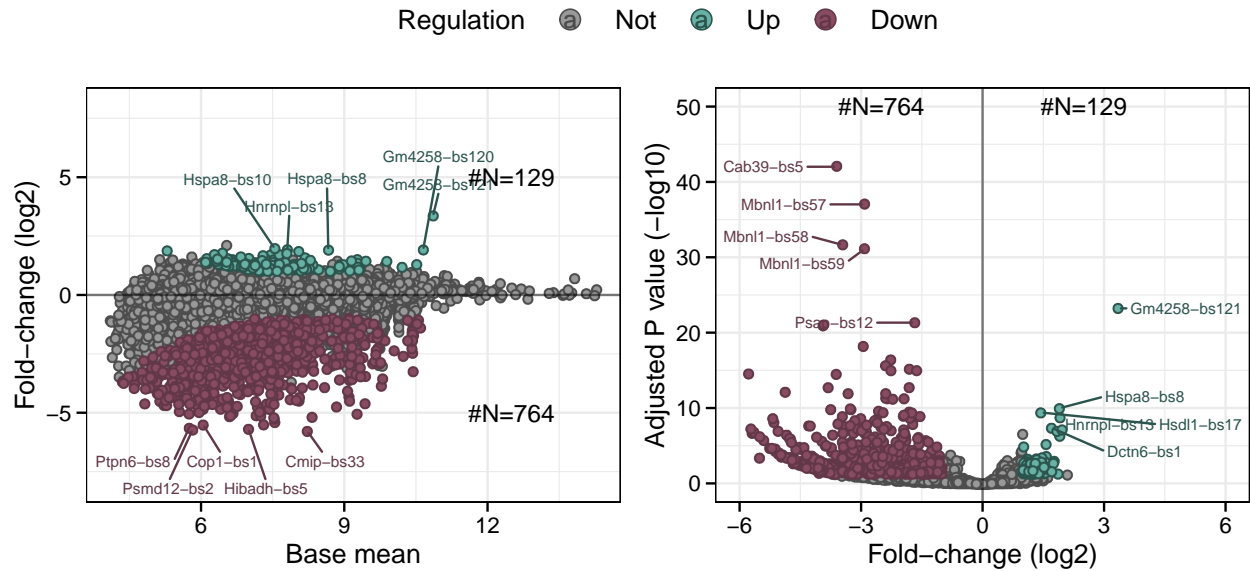 Regulation a Not a Up a Down
Fold−change (log2)
5
0
−5
6 9 12
Base mean
Gm4258−bs120
Hspa8−bs10
Hspa8−bs8
Gm4258−bs121
#N=129
Hnrnpl−bs13
#N=764
Ptpn6−bs8
Cop1−bs1
Cmip−bs33
Psmd12−bs2
Hibadh−bs5
Adjusted P value (−log10)
50
40
30
20
10
0
−6 −3 0 3 6
Fold−change (log2)
#N=764
#N=129
Cab39−bs5
Mbnl1−bs57
Mbnl1−bs58
Mbnl1−bs59
Gm4258−bs121
Psap−bs12
Hspa8−bs8
Hnrnpl−bs13
Hsdl1−bs17
Dctn6−bs1